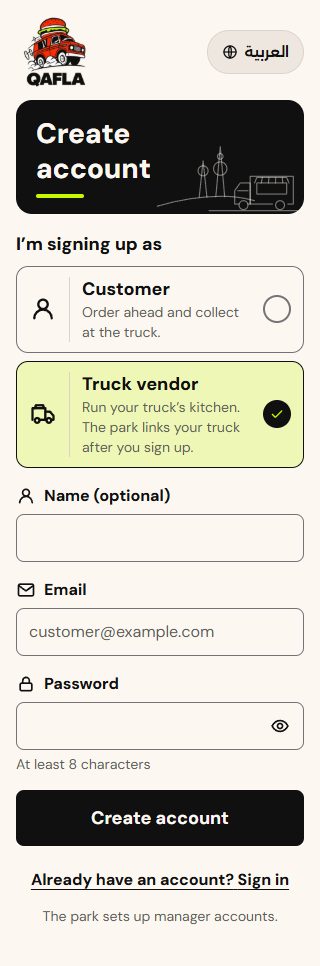 QAFLA
العربية
Create
account
I'm signing up as
Customer
Order ahead and collect
at the truck.
Truck vendor
Run your truck's kitchen.
The park links your truck
after you sign up.
Name (optional)
Email
customer@example.com
Password
At least 8 characters
Create account
Already have an account? Sign in
The park sets up manager accounts.